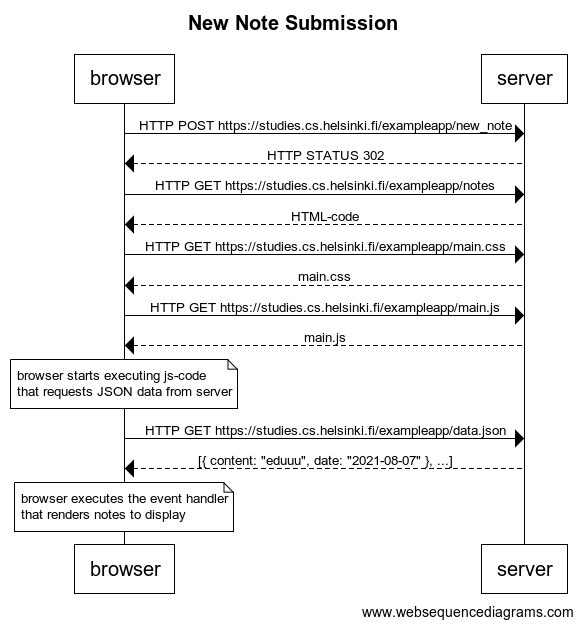 New Note Submission
browser
server
HTTP POST https://studies.cs.helsinki.fi/exampleapp/new_note
HTTP STATUS 302
HTTP GET https://studies.cs.helsinki.fi/exampleapp/notes
HTML-code
HTTP GET https://studies.cs.helsinki.fi/exampleapp/main.css
main.css
HTTP GET https://studies.cs.helsinki.fi/exampleapp/main.js
main.js
browser starts executing js-code
that requests JSON data from server
HTTP GET https://studies.cs.helsinki.fi/exampleapp/data.json
[{ content: "eduuu", date: "2021-08-07" }, ...]
browser executes the event handler
that renders notes to display
browser
server
www.websequencediagrams.com